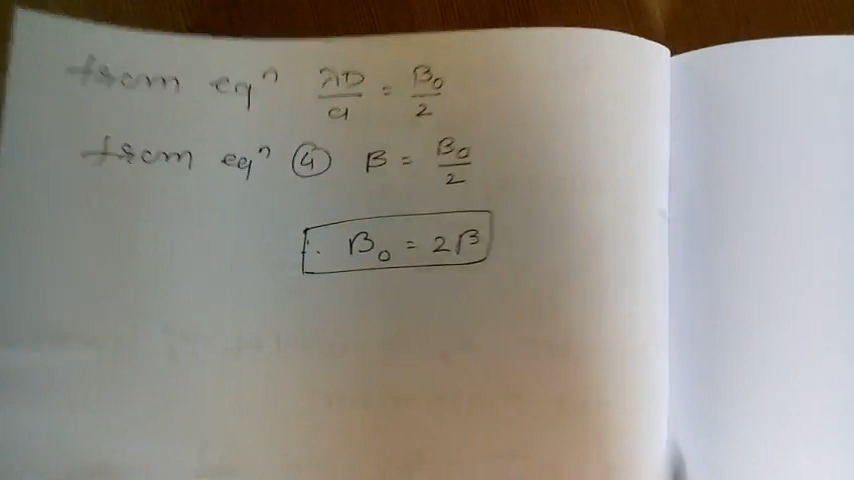 from eqⁿ λD/a = β₀/2
from eqⁿ ④ β = β₀/2
∴ β₀ = 2β